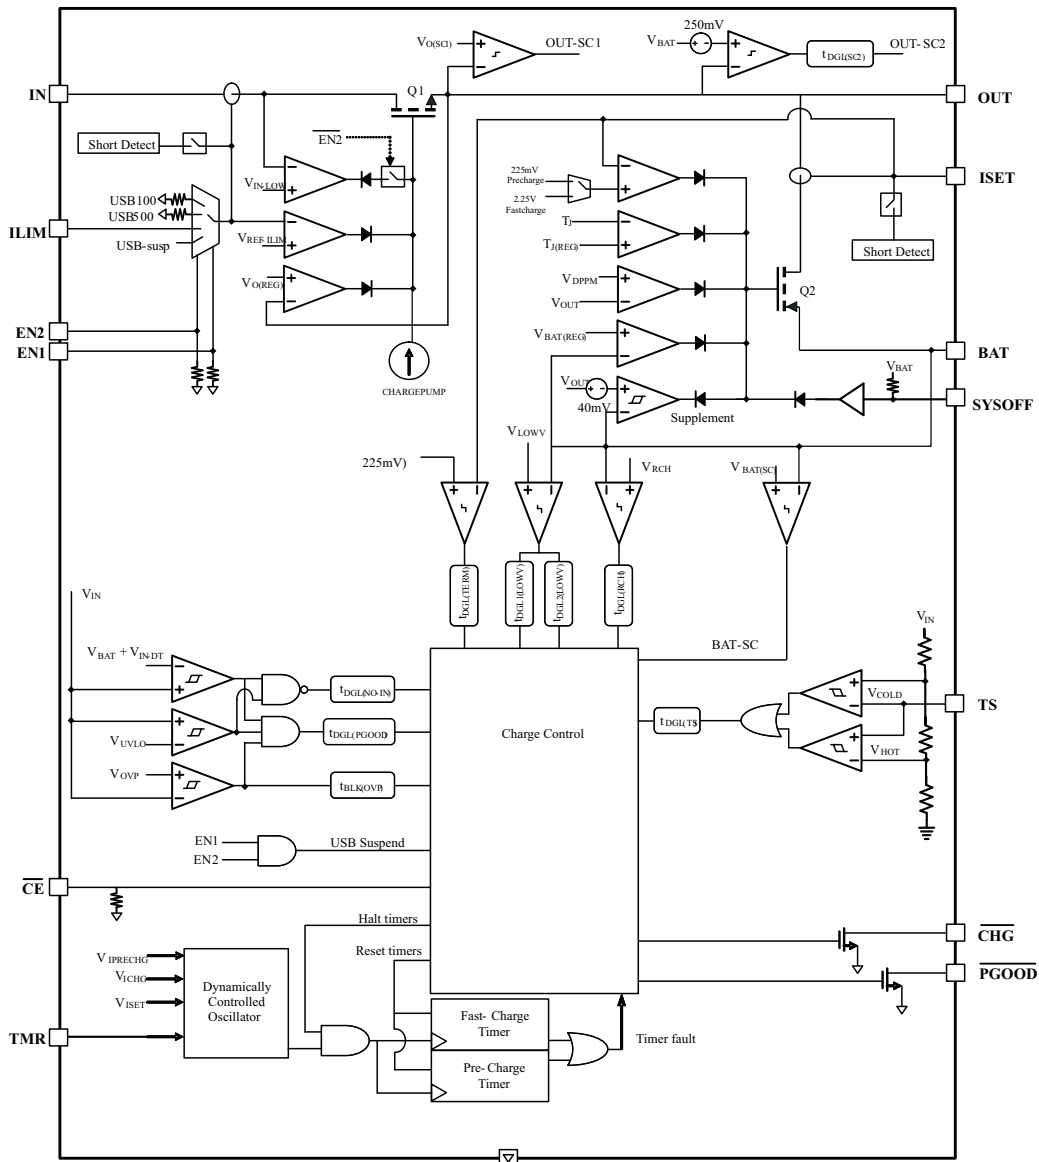 250mV
VO(SCI)
OUT-SC1
VBAT
tDGL(SC2)
OUT-SC2
IN
Q1
OUT
Short Detect
EN2
225mV
Precharge
2.25V
Fastcharge
ISET
VIN-LOW
USB100
USB500
ILIM
USB-susp
VREF-ILIM
TJ
TJ(REG)
Short Detect
VO(REG)
VDPPM
VOUT
Q2
EN2
EN1
VBAT(REG)
BAT
VBAT
CHARGEPUMP
VOUT
40mV
Supplement
SYSOFF
VLOWV
225mV)
VRCH
VBAT(SC)
tDGL(TERM)
tDGL1(LOWV)
tDGL2(LOWV)
tDGL(RCH)
VIN
VIN
BAT-SC
VBAT + VIN-DT
tDGL(NO-IN)
VCOLD
TS
tDGL(TS)
VUVLO
tDGL(PGOOD)
Charge Control
VHOT
VOVP
tBLK(OVP)
EN1
EN2
USB Suspend
CE
Halt timers
CHG
Reset timers
VIPRECHG
VICHG
VISET
Dynamically
Controlled
Oscillator
PGOOD
Fast- Charge
Timer
TMR
Timer fault
Pre- Charge
Timer